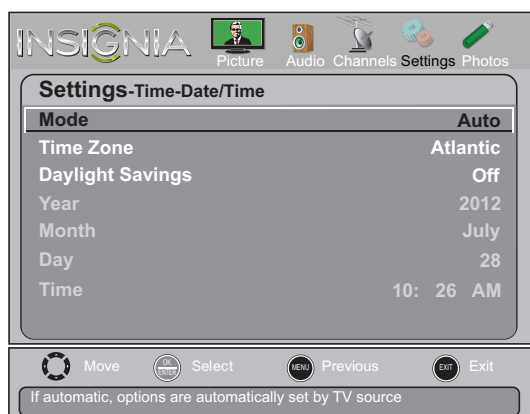 INSIGNIA
Picture Audio Channels Settings Photos
Settings-Time-Date/Time
Mode Auto
Time Zone Atlantic
Daylight Savings Off
Year 2012
Month July
Day 28
Time 10: 26 AM
Move OK ENTER Select MENU Previous EXIT Exit
If automatic, options are automatically set by TV source